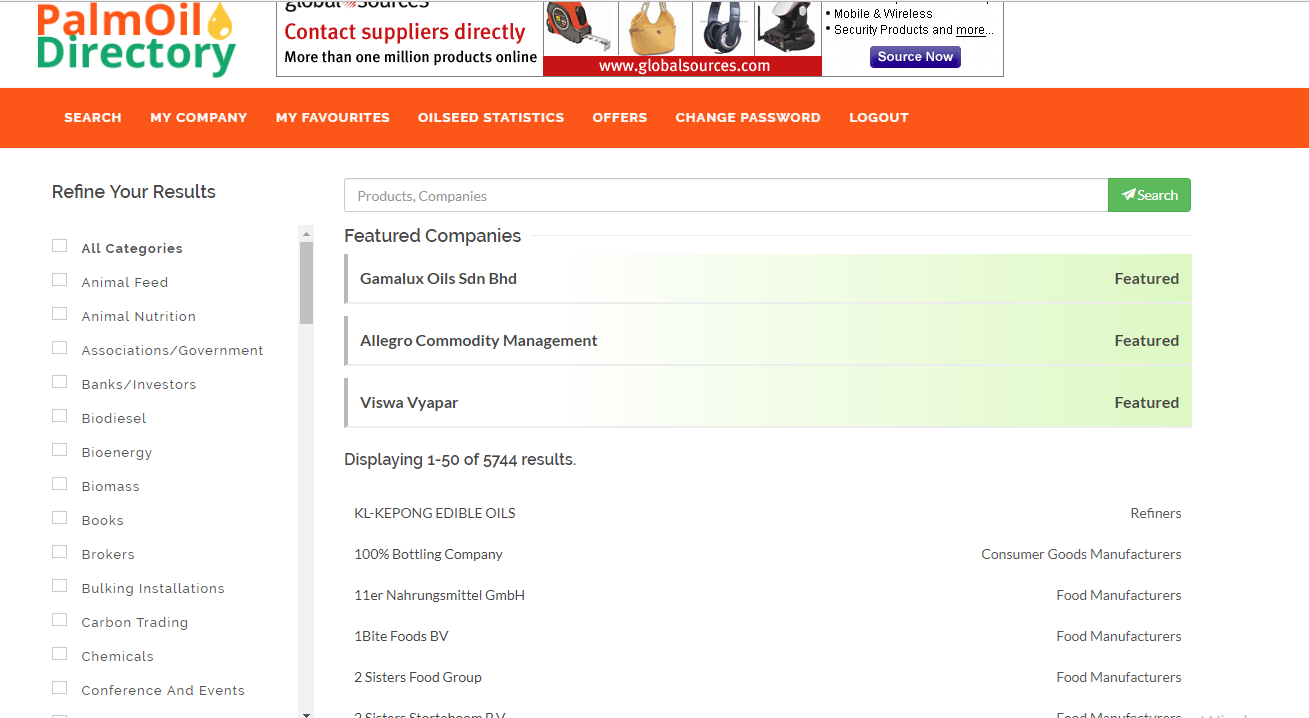 PalmOil
Directory
global sources
Contact suppliers directly
More than one million products online
www.globalsources.com
• Mobile & Wireless
• Security Products and more...
Source Now
SEARCH MY COMPANY MY FAVOURITES OILSEED STATISTICS OFFERS CHANGE PASSWORD LOGOUT
Refine Your Results
All Categories
Animal Feed
Animal Nutrition
Associations/Government
Banks/Investors
Biodiesel
Bioenergy
Biomass
Books
Brokers
Bulking Installations
Carbon Trading
Chemicals
Conference And Events
Products, Companies
Search
Featured Companies
Gamalux Oils Sdn Bhd Featured
Allegro Commodity Management Featured
Viswa Vyapar Featured
Displaying 1-50 of 5744 results.
KL-KEPONG EDIBLE OILS Refiners
100% Bottling Company Consumer Goods Manufacturers
11er Nahrungsmittel GmbH Food Manufacturers
1Bite Foods BV Food Manufacturers
2 Sisters Food Group Food Manufacturers
2 Sisters Storteboom B.V. Food Manufacturers